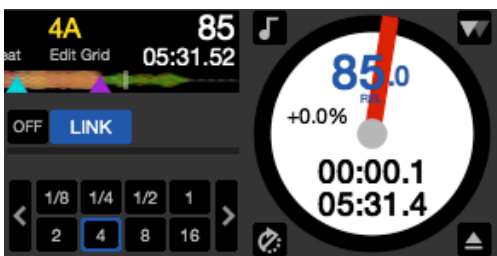 4A 85
eat Edit Grid 05:31.52
OFF LINK
1/8 1/4 1/2 1
2 4 8 16
85.0
REL
+0.0%
00:00.1
05:31.4